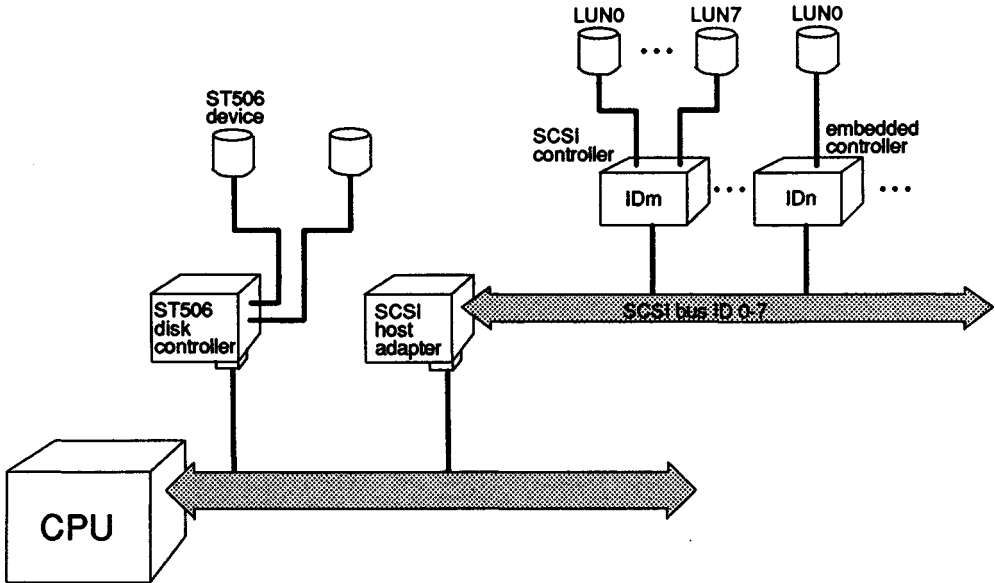 LUN0
LUN7
LUN0
ST506
device
SCSI
controller
embedded
controller
IDm
IDn
ST506
disk
controller
SCSI
host
adapter
SCSI bus ID 0-7
CPU